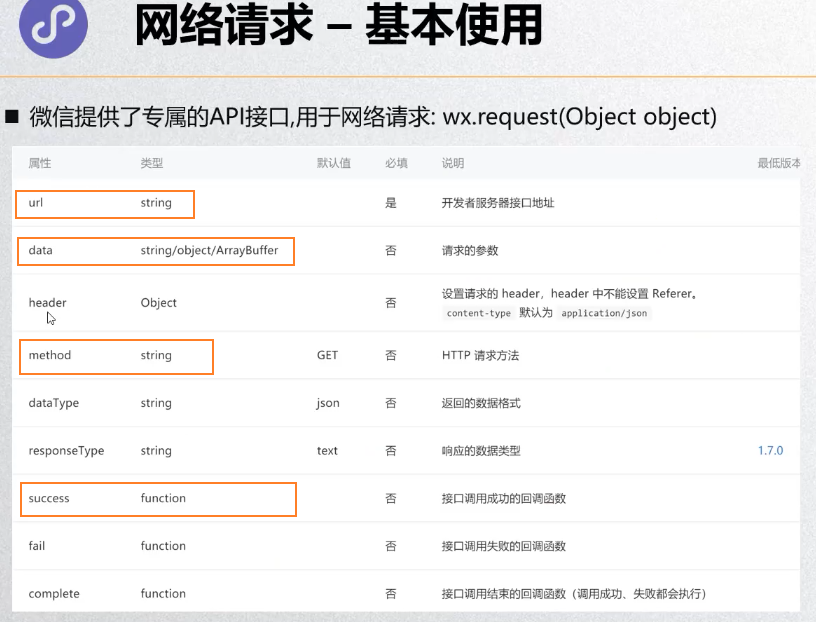 网络请求 – 基本使用
■ 微信提供了专属的API接口,用于网络请求: wx.request(Object object)
属性 类型 默认值 必填 说明 最低版本
url string 是 开发者服务器接口地址
data string/object/ArrayBuffer 否 请求的参数
header Object 否 设置请求的 header，header 中不能设置 Referer。
content-type 默认为 application/json
method string GET 否 HTTP 请求方法
dataType string json 否 返回的数据格式
responseType string text 否 响应的数据类型 1.7.0
success function 否 接口调用成功的回调函数
fail function 否 接口调用失败的回调函数
complete function 否 接口调用结束的回调函数（调用成功、失败都会执行）